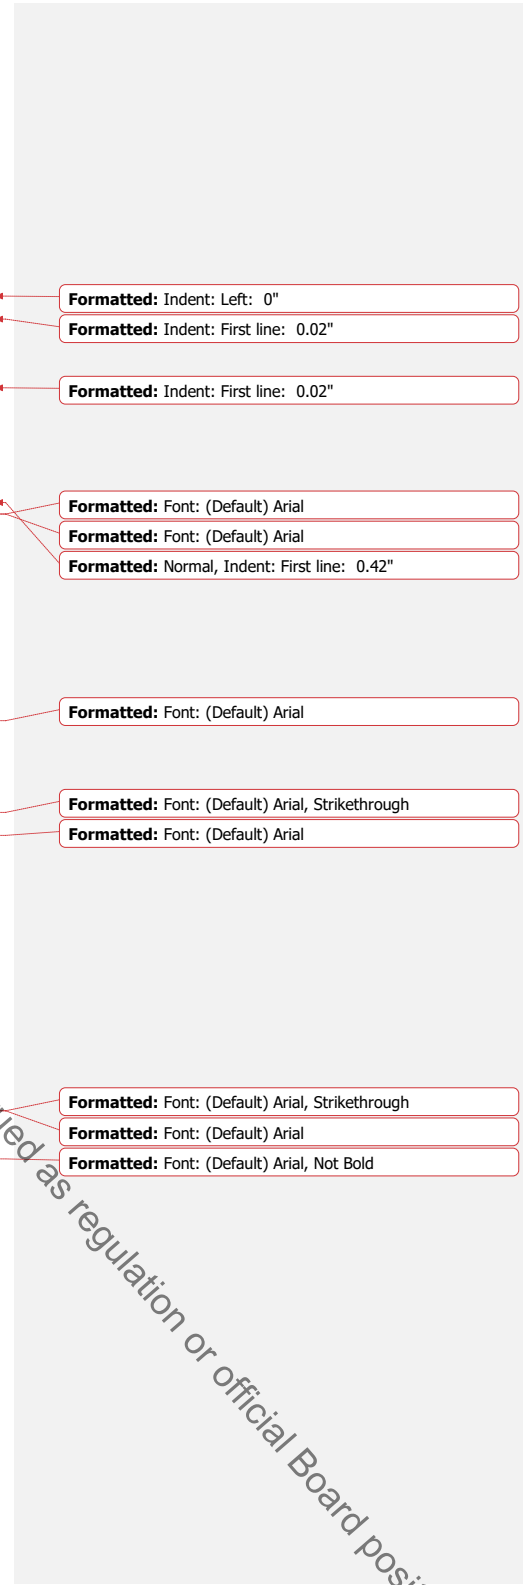 Formatted: Indent: Left:  0"
Formatted: Indent: First line:  0.02"
Formatted: Indent: First line:  0.02"
Formatted: Font: (Default) Arial
Formatted: Font: (Default) Arial
Formatted: Normal, Indent: First line:  0.42"
Formatted: Font: (Default) Arial
Formatted: Font: (Default) Arial, Strikethrough
Formatted: Font: (Default) Arial
Formatted: Font: (Default) Arial, Strikethrough
Formatted: Font: (Default) Arial
Formatted: Font: (Default) Arial, Not Bold
as regulation or official Board